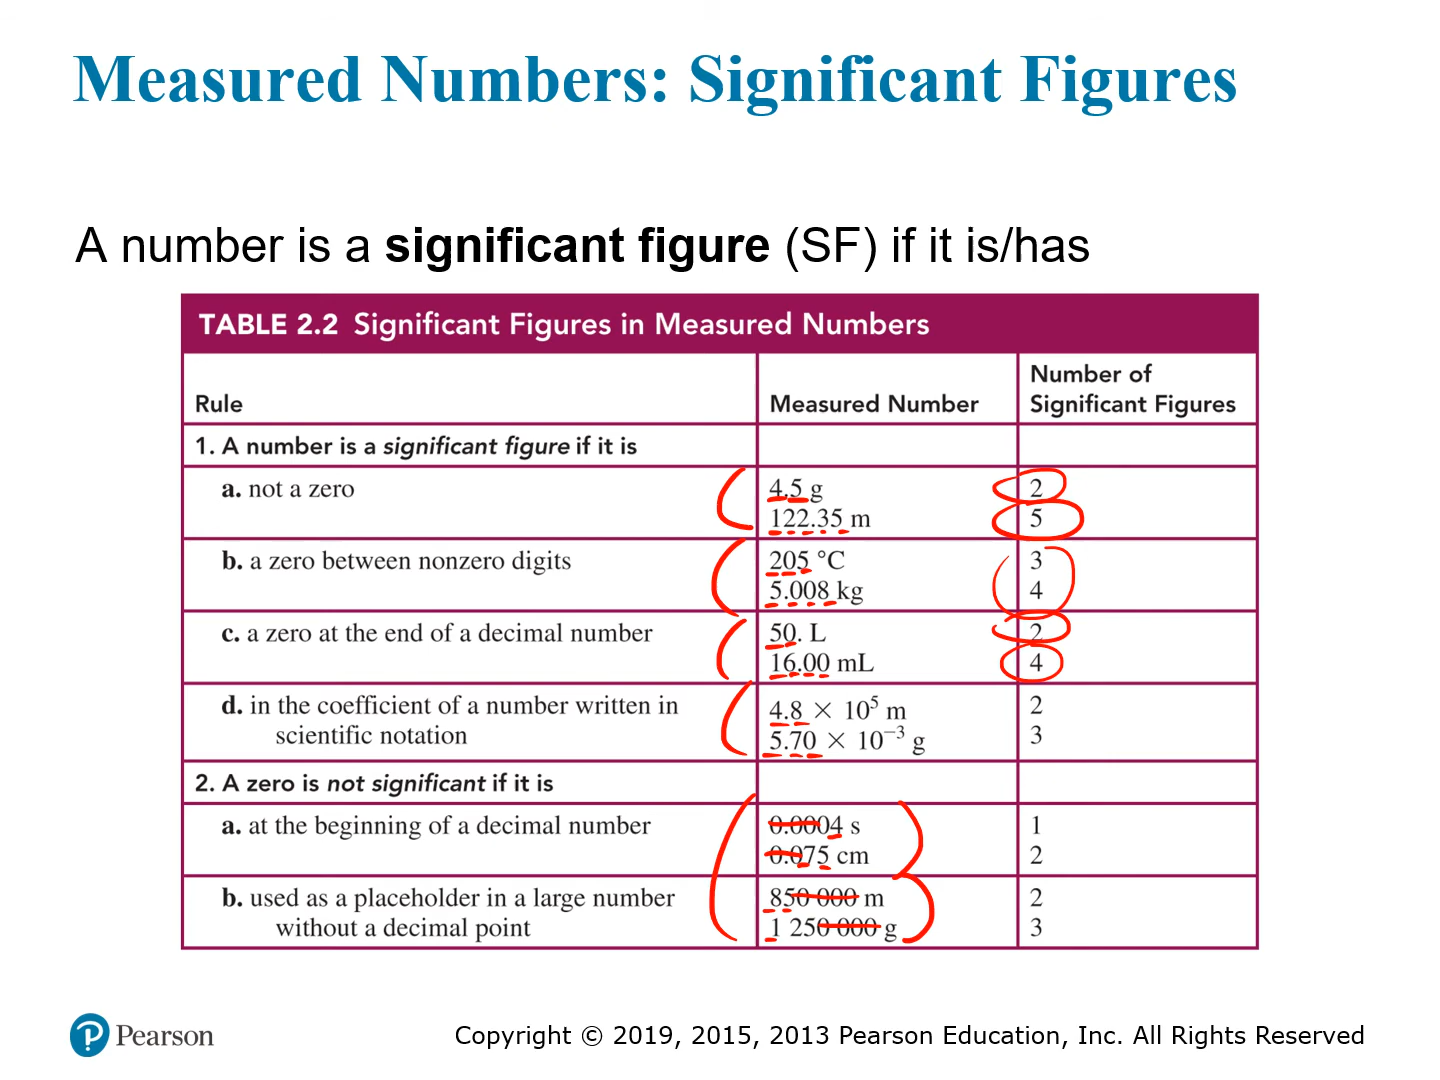 Measured Numbers: Significant Figures
A number is a significant figure (SF) if it is/has
TABLE 2.2 Significant Figures in Measured Numbers
Rule
Measured Number
Number of
Significant Figures
1. A number is a significant figure if it is
a. not a zero
4.5 g
2
122.35 m
5
b. a zero between nonzero digits
205 °C
3
5.008 kg
4
c. a zero at the end of a decimal number
50. L
2
16.00 mL
4
d. in the coefficient of a number written in
scientific notation
4.8 × 10⁵ m
2
5.70 × 10⁻³ g
3
2. A zero is not significant if it is
a. at the beginning of a decimal number
0.0004 s
1
0.075 cm
2
b. used as a placeholder in a large number
without a decimal point
850 000 m
2
1 250 000 g
3
Pearson
Copyright © 2019, 2015, 2013 Pearson Education, Inc. All Rights Reserved